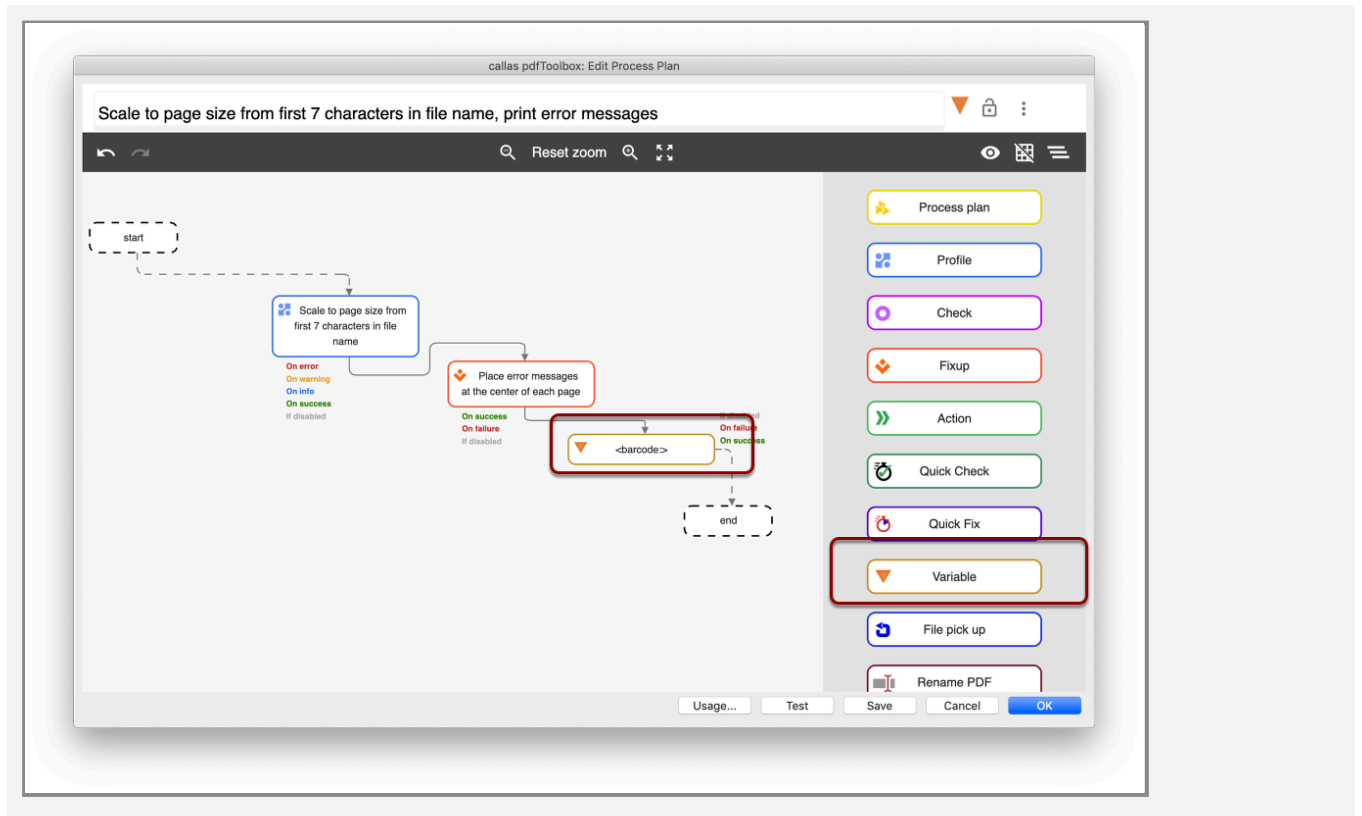 callas pdfToolbox: Edit Process Plan
Scale to page size from first 7 characters in file name, print error messages
Reset zoom
start
Scale to page size from
first 7 characters in file
name
On error
On warning
On info
On success
If disabled
Place error messages
at the center of each page
On success
On failure
If disabled
If disabled
On failure
On success
<barcode:>
end
Process plan
Profile
Check
Fixup
Action
Quick Check
Quick Fix
Variable
File pick up
Rename PDF
Usage...
Test
Save
Cancel
OK